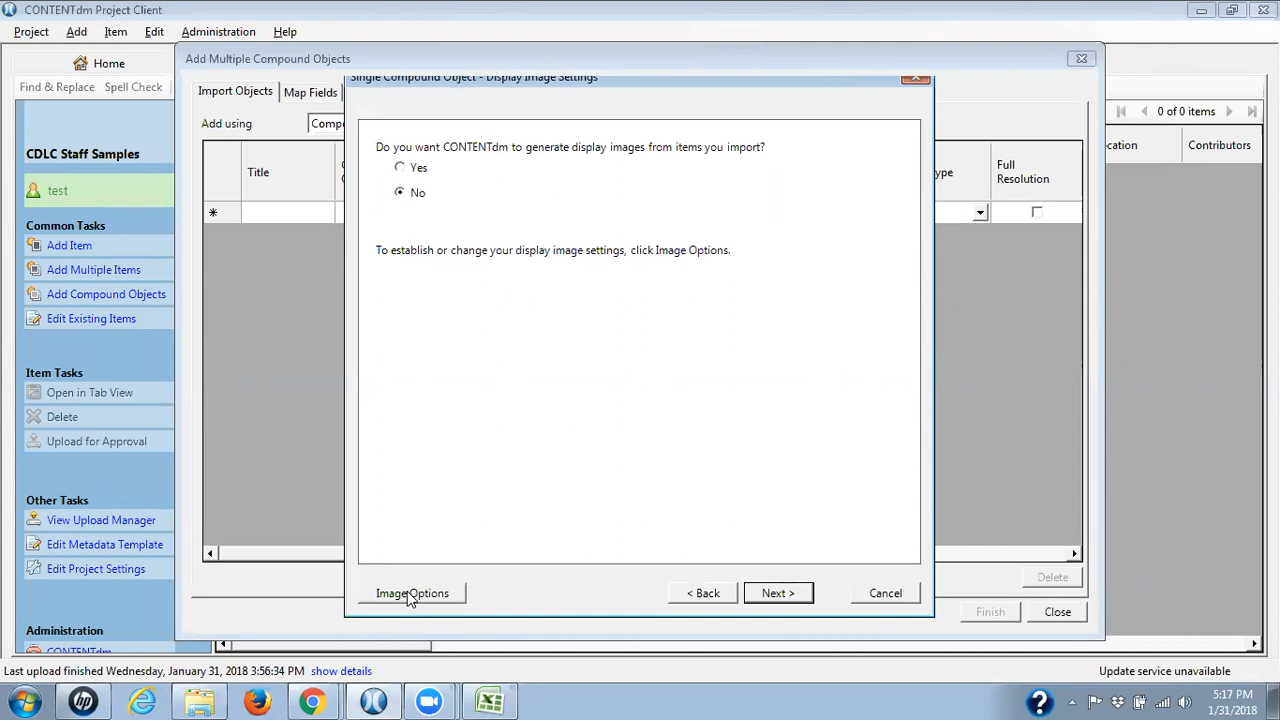 CONTENTdm Project Client
Project Add Item Edit Administration Help
Add Multiple Compound Objects
Home
Single Compound Object - Display Image Settings
Find & Replace Spell Check
Import Objects Map Fields
0 of 0 items
Add using
Do you want CONTENTdm to generate display images from items you import?
Yes
No
To establish or change your display image settings, click Image Options.
Title
Full
Resolution
Contributors
CDLC Staff Samples
test
Common Tasks
Add Item
Add Multiple Items
Add Compound Objects
Edit Existing Items
Item Tasks
Open in Tab View
Delete
Upload for Approval
Other Tasks
View Upload Manager
Edit Metadata Template
Edit Project Settings
Administration
CONTENTdm
Image Options
< Back
Next >
Cancel
Delete
Finish
Close
Last upload finished Wednesday, January 31, 2018 3:56:34 PM show details
Update service unavailable
5:17 PM
1/31/2018